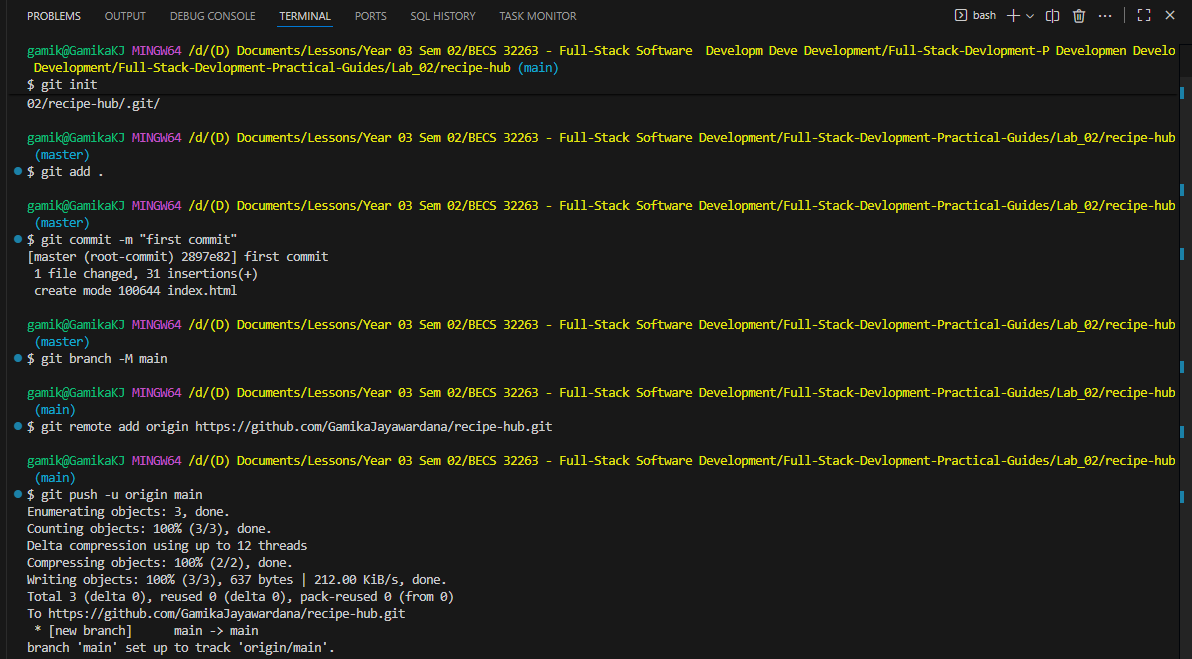 PROBLEMS OUTPUT DEBUG CONSOLE TERMINAL PORTS SQL HISTORY TASK MONITOR bash
gamik@GamikaKJ MINGW64 /d/(D) Documents/Lessons/Year 03 Sem 02/BECS 32263 - Full-Stack Software  Developm Deve Development/Full-Stack-Devlopment-P Developmen Develo
Development/Full-Stack-Devlopment-Practical-Guides/Lab_02/recipe-hub (main)
$ git init
02/recipe-hub/.git/
gamik@GamikaKJ MINGW64 /d/(D) Documents/Lessons/Year 03 Sem 02/BECS 32263 - Full-Stack Software Development/Full-Stack-Devlopment-Practical-Guides/Lab_02/recipe-hub
(master)
$ git add .
gamik@GamikaKJ MINGW64 /d/(D) Documents/Lessons/Year 03 Sem 02/BECS 32263 - Full-Stack Software Development/Full-Stack-Devlopment-Practical-Guides/Lab_02/recipe-hub
(master)
$ git commit -m "first commit"
[master (root-commit) 2897e82] first commit
1 file changed, 31 insertions(+)
create mode 100644 index.html
gamik@GamikaKJ MINGW64 /d/(D) Documents/Lessons/Year 03 Sem 02/BECS 32263 - Full-Stack Software Development/Full-Stack-Devlopment-Practical-Guides/Lab_02/recipe-hub
(master)
$ git branch -M main
gamik@GamikaKJ MINGW64 /d/(D) Documents/Lessons/Year 03 Sem 02/BECS 32263 - Full-Stack Software Development/Full-Stack-Devlopment-Practical-Guides/Lab_02/recipe-hub
(main)
$ git remote add origin https://github.com/GamikaJayawardana/recipe-hub.git
gamik@GamikaKJ MINGW64 /d/(D) Documents/Lessons/Year 03 Sem 02/BECS 32263 - Full-Stack Software Development/Full-Stack-Devlopment-Practical-Guides/Lab_02/recipe-hub
(main)
$ git push -u origin main
Enumerating objects: 3, done.
Counting objects: 100% (3/3), done.
Delta compression using up to 12 threads
Compressing objects: 100% (2/2), done.
Writing objects: 100% (3/3), 637 bytes | 212.00 KiB/s, done.
Total 3 (delta 0), reused 0 (delta 0), pack-reused 0 (from 0)
To https://github.com/GamikaJayawardana/recipe-hub.git
* [new branch]      main -> main
branch 'main' set up to track 'origin/main'.